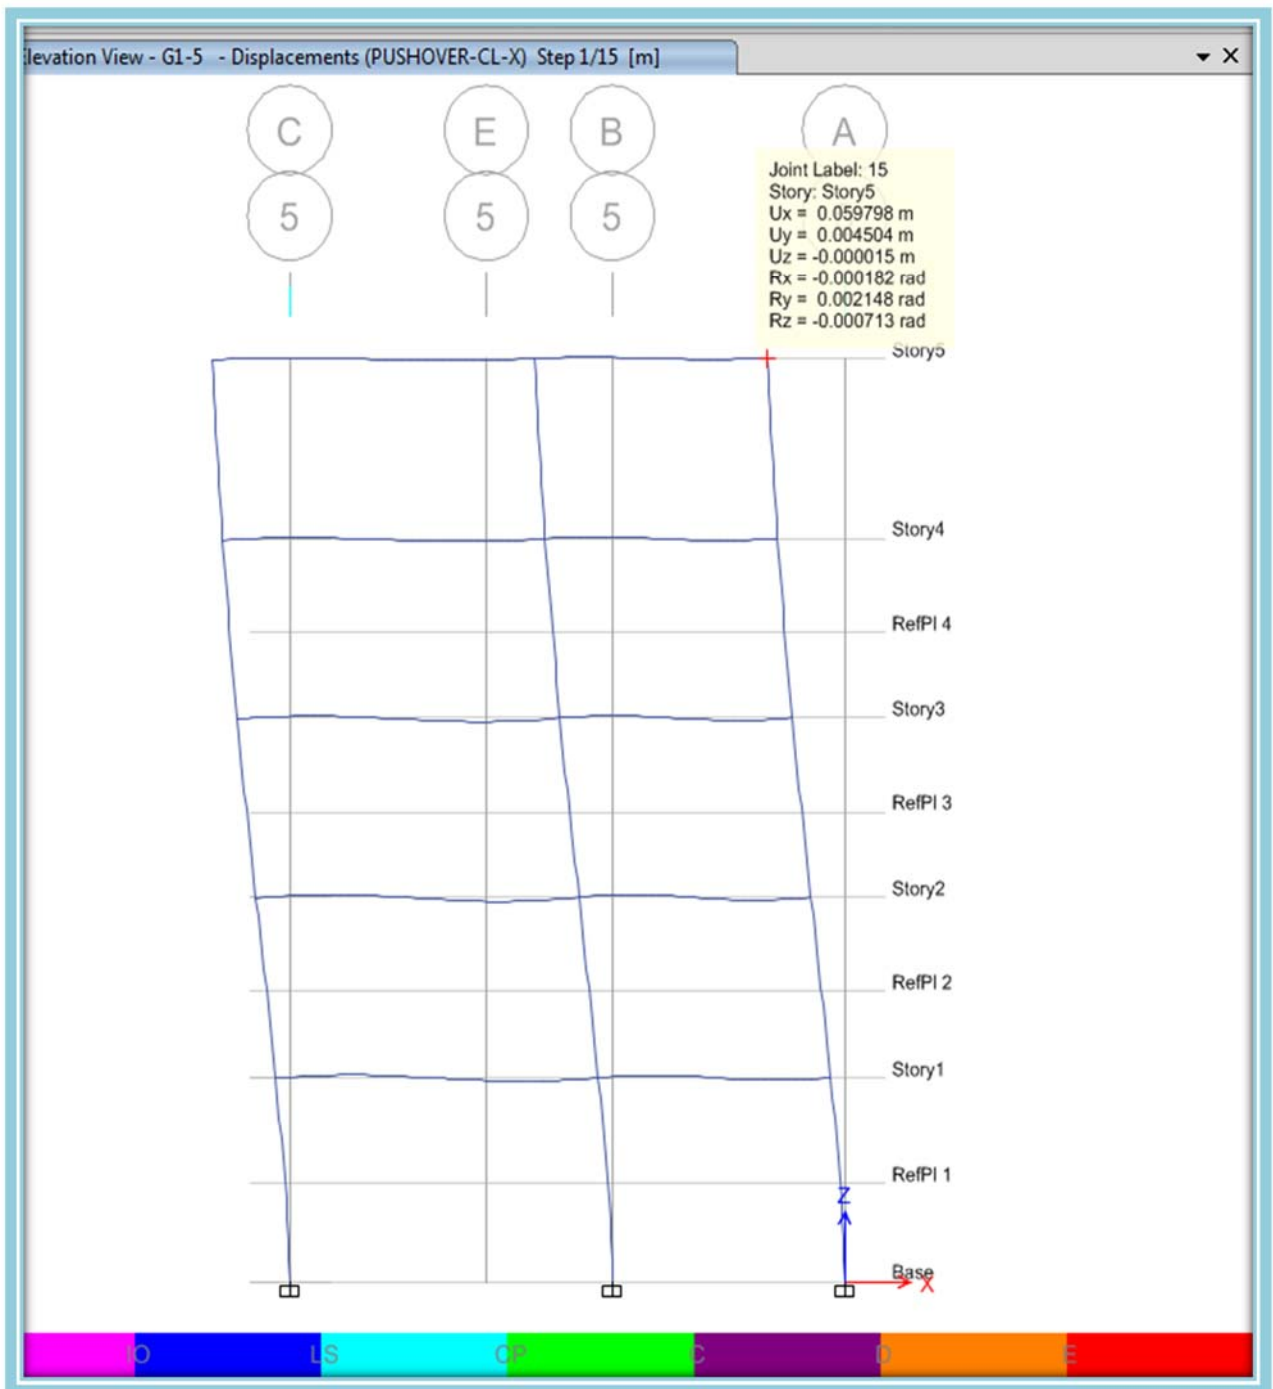 Elevation View - G1-5 - Displacements (PUSHOVER-CL-X) Step 1/15 [m]
C E B A
5 5 5
Joint Label: 15
Story: Story5
Ux = 0.059798 m
Uy = 0.004504 m
Uz = -0.000015 m
Rx = -0.000182 rad
Ry = 0.002148 rad
Rz = -0.000713 rad
Story5
Story4
RefPl 4
Story3
RefPl 3
Story2
RefPl 2
Story1
RefPl 1
Z
Base
X
IO LS CP C D E